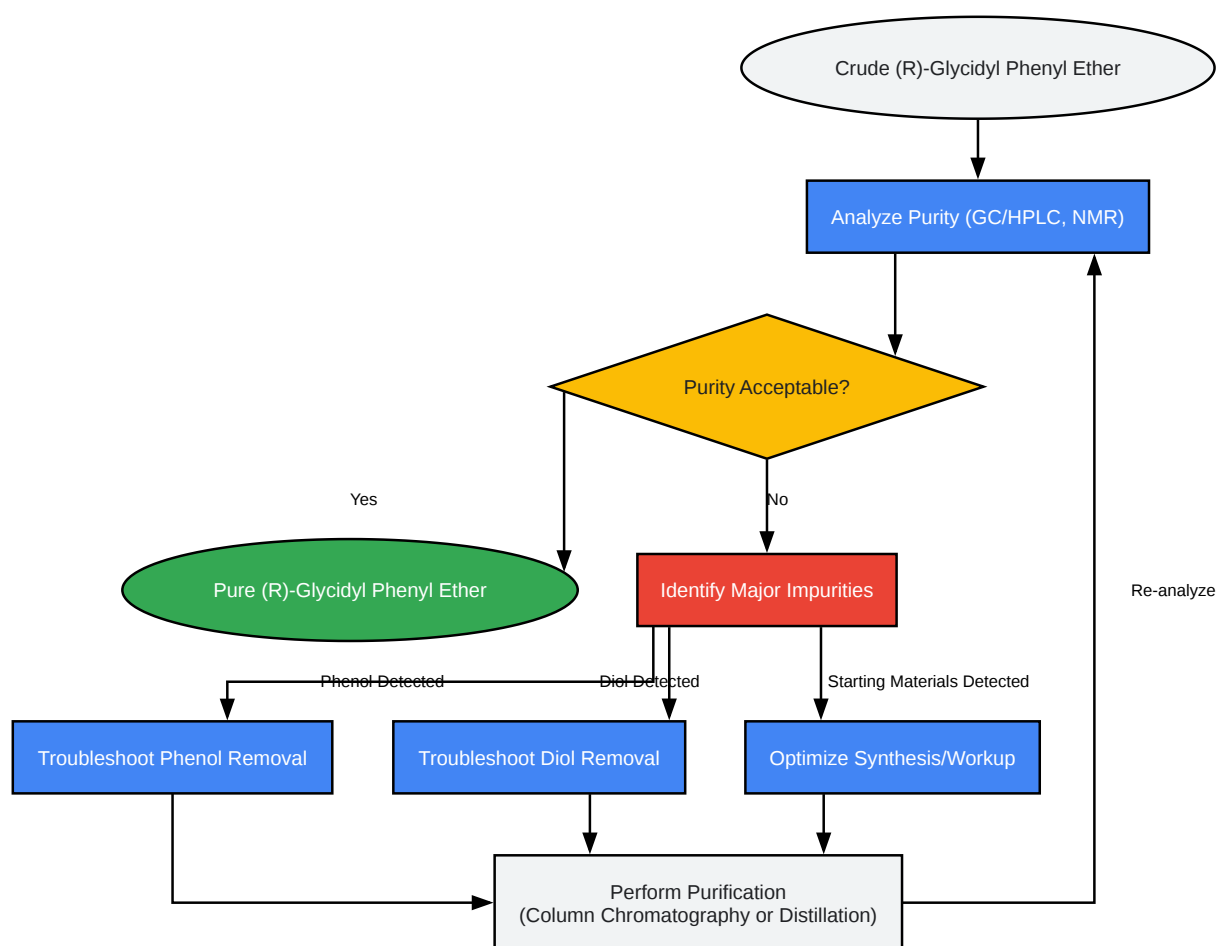 Crude (R)-Glycidyl Phenyl Ether
Analyze Purity (GC/HPLC, NMR)
Purity Acceptable?
Yes
No
Pure (R)-Glycidyl Phenyl Ether
Identify Major Impurities
Re-analyze
Phenol Detected
Diol Detected
Starting Materials Detected
Troubleshoot Phenol Removal
Troubleshoot Diol Removal
Optimize Synthesis/Workup
Perform Purification
(Column Chromatography or Distillation)